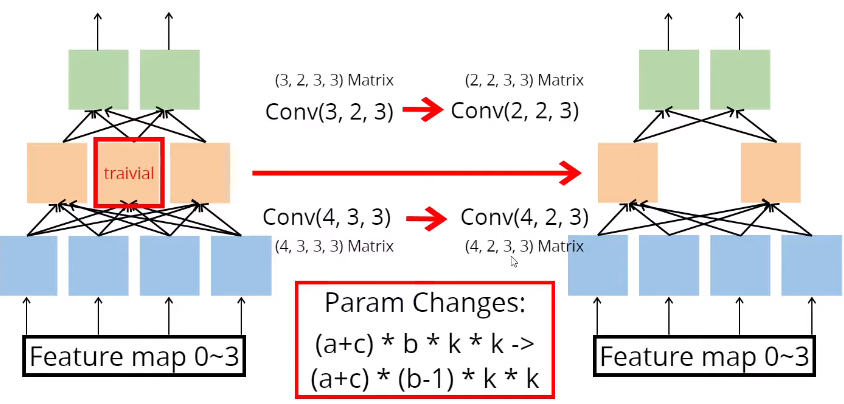 (3, 2, 3, 3) Matrix
(2, 2, 3, 3) Matrix
Conv(3, 2, 3)
Conv(2, 2, 3)
traivial
Conv(4, 3, 3)
Conv(4, 2, 3)
(4, 3, 3, 3) Matrix
(4, 2, 3, 3) Matrix
Param Changes:
(a+c) * b * k * k ->
(a+c) * (b-1) * k * k
Feature map 0~3
Feature map 0~3